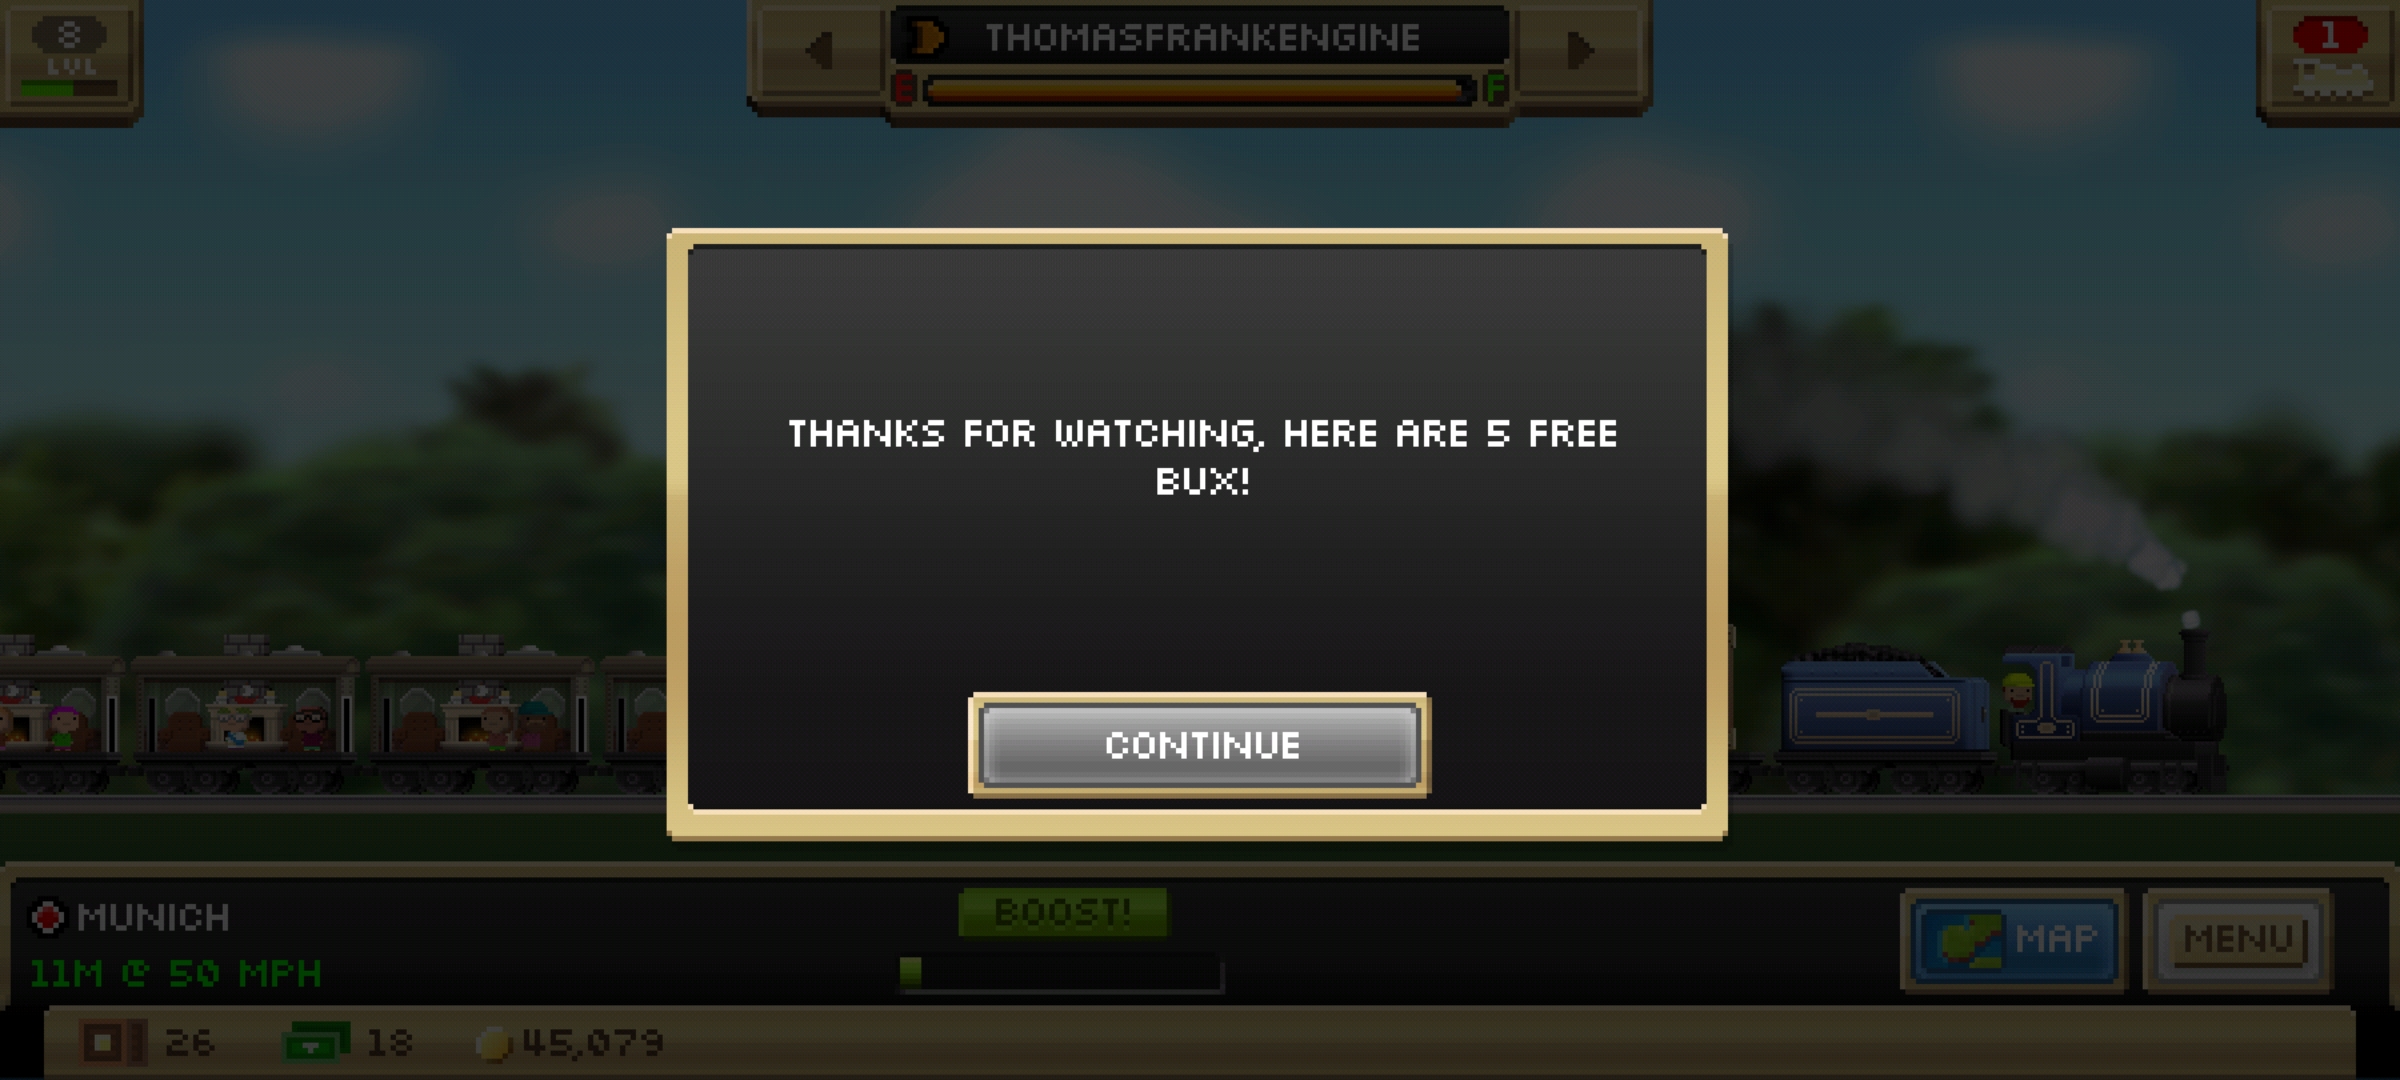 8
LVL
THOMASFRANKENGINE
E
F
1
THANKS FOR WATCHING, HERE ARE 5 FREE
BUX!
CONTINUE
MUNICH
11M @ 50 MPH
BOOST!
MAP
MENU
26
18
45,079